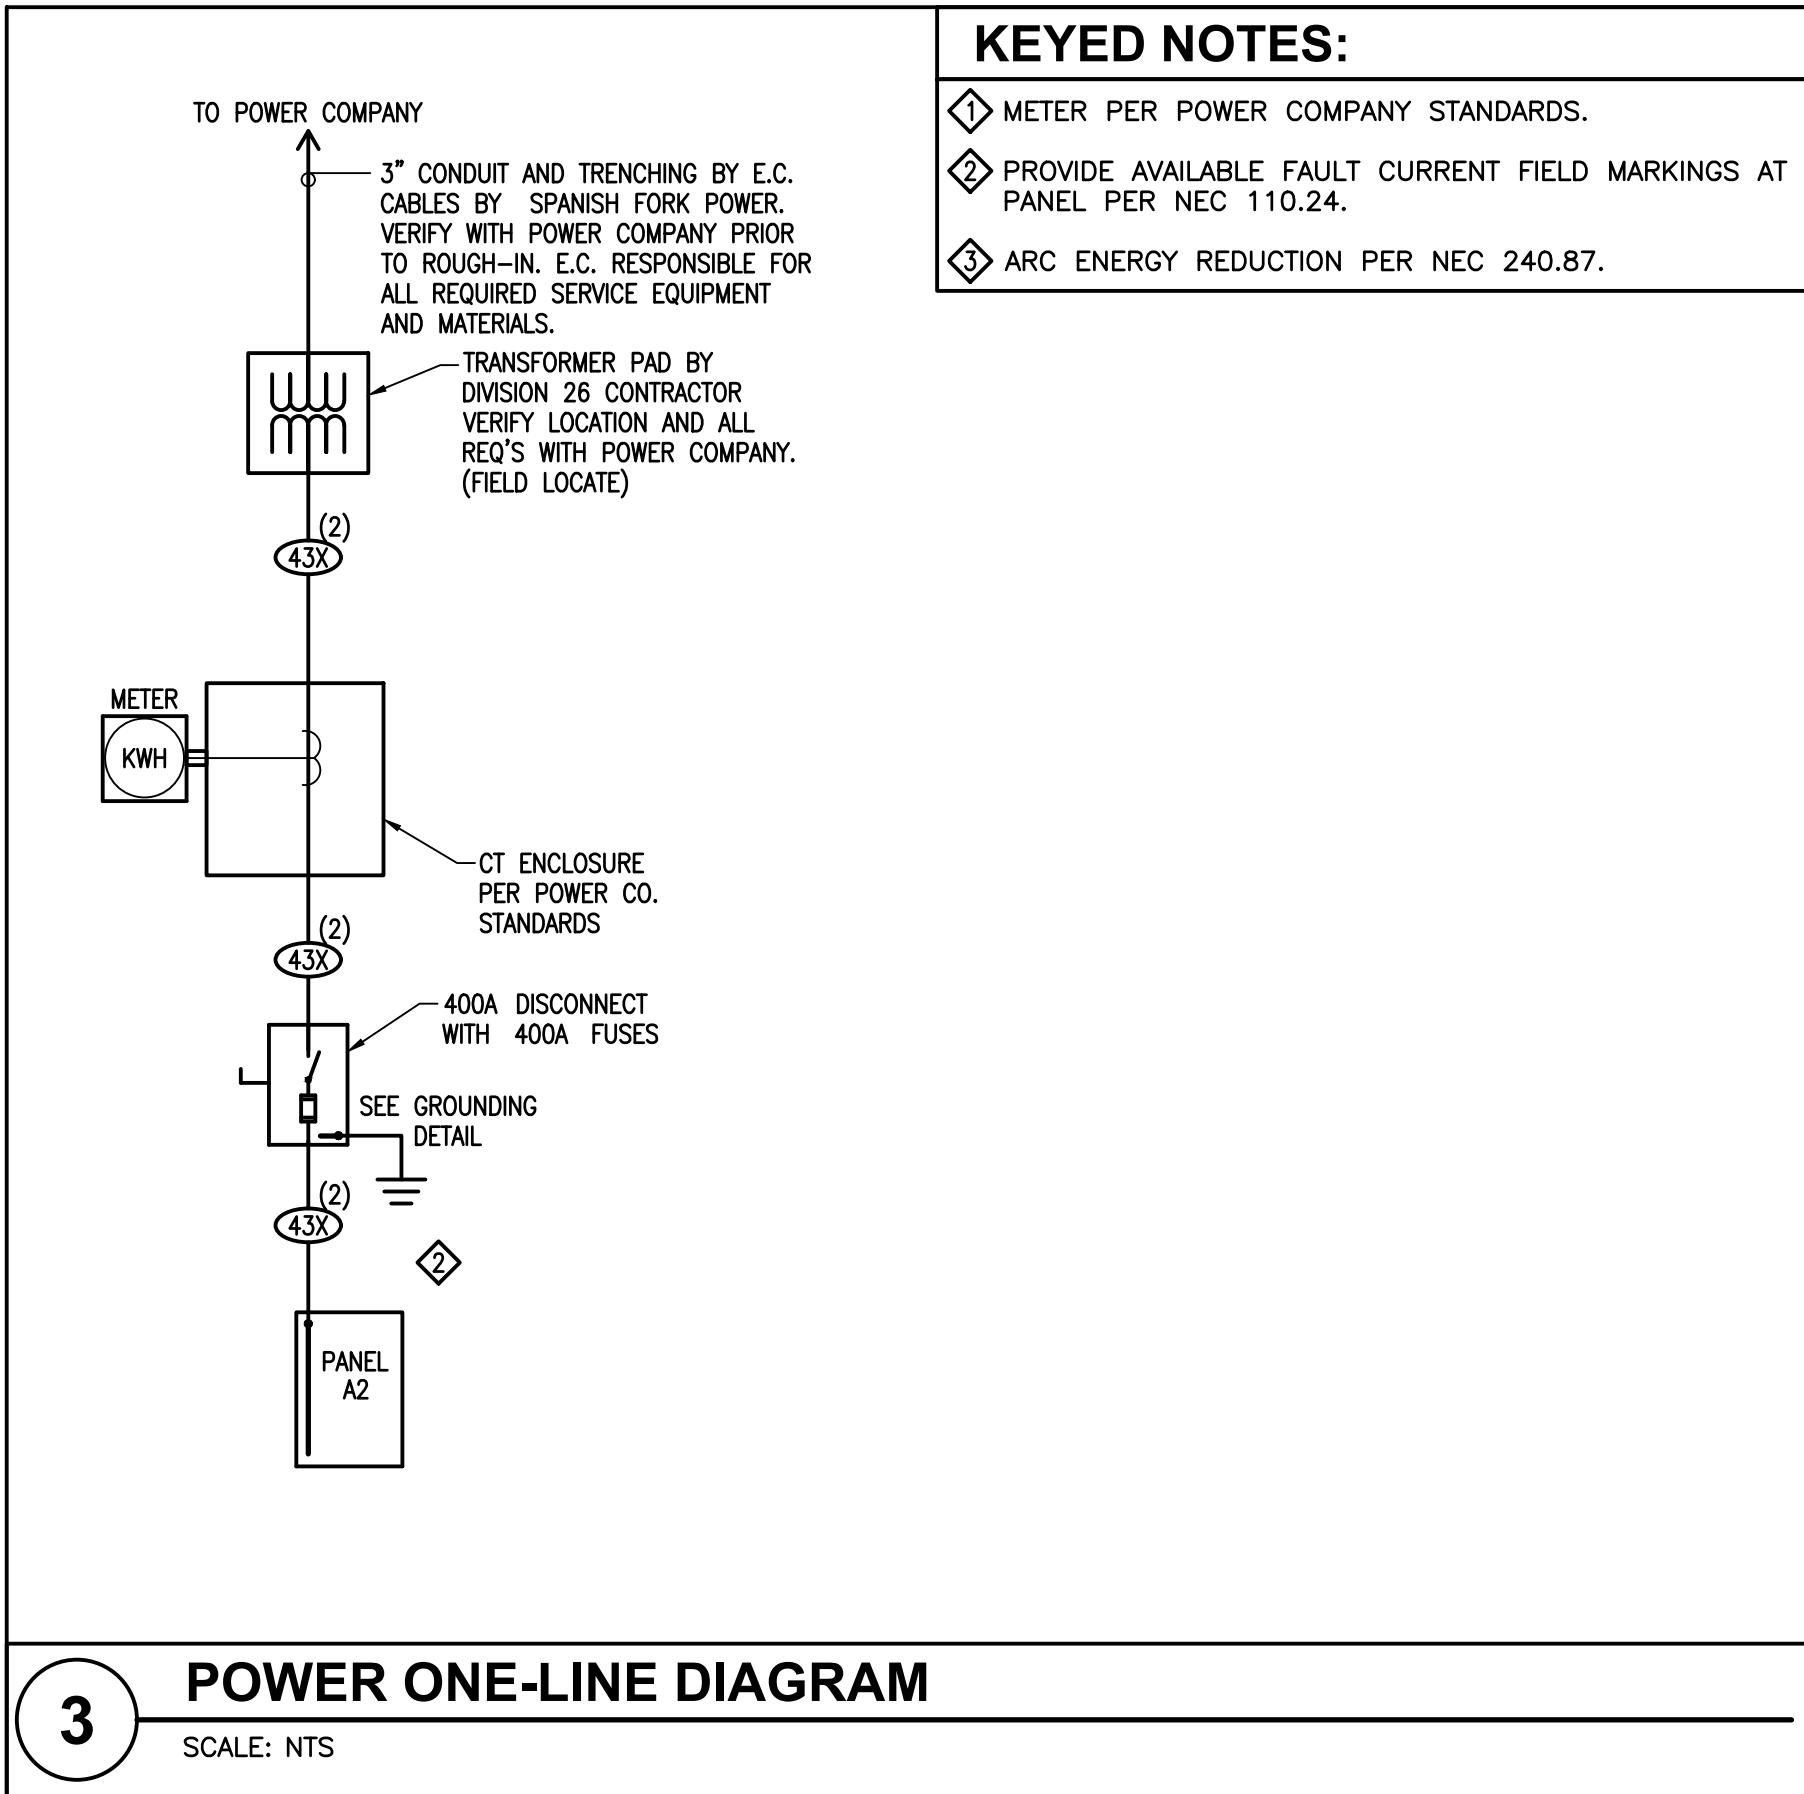 KEYED NOTES:
1 METER PER POWER COMPANY STANDARDS.
2 PROVIDE AVAILABLE FAULT CURRENT FIELD MARKINGS AT
PANEL PER NEC 110.24.
3 ARC ENERGY REDUCTION PER NEC 240.87.
TO POWER COMPANY
3" CONDUIT AND TRENCHING BY E.C.
CABLES BY SPANISH FORK POWER.
VERIFY WITH POWER COMPANY PRIOR
TO ROUGH-IN. E.C. RESPONSIBLE FOR
ALL REQUIRED SERVICE EQUIPMENT
AND MATERIALS.
TRANSFORMER PAD BY
DIVISION 26 CONTRACTOR
VERIFY LOCATION AND ALL
REQ'S WITH POWER COMPANY.
(FIELD LOCATE)
(2)
43X
METER
KWH
CT ENCLOSURE
PER POWER CO.
STANDARDS
(2)
43X
400A DISCONNECT
WITH 400A FUSES
SEE GROUNDING
DETAIL
(2)
43X
2
PANEL
A2
3
POWER ONE-LINE DIAGRAM
SCALE: NTS